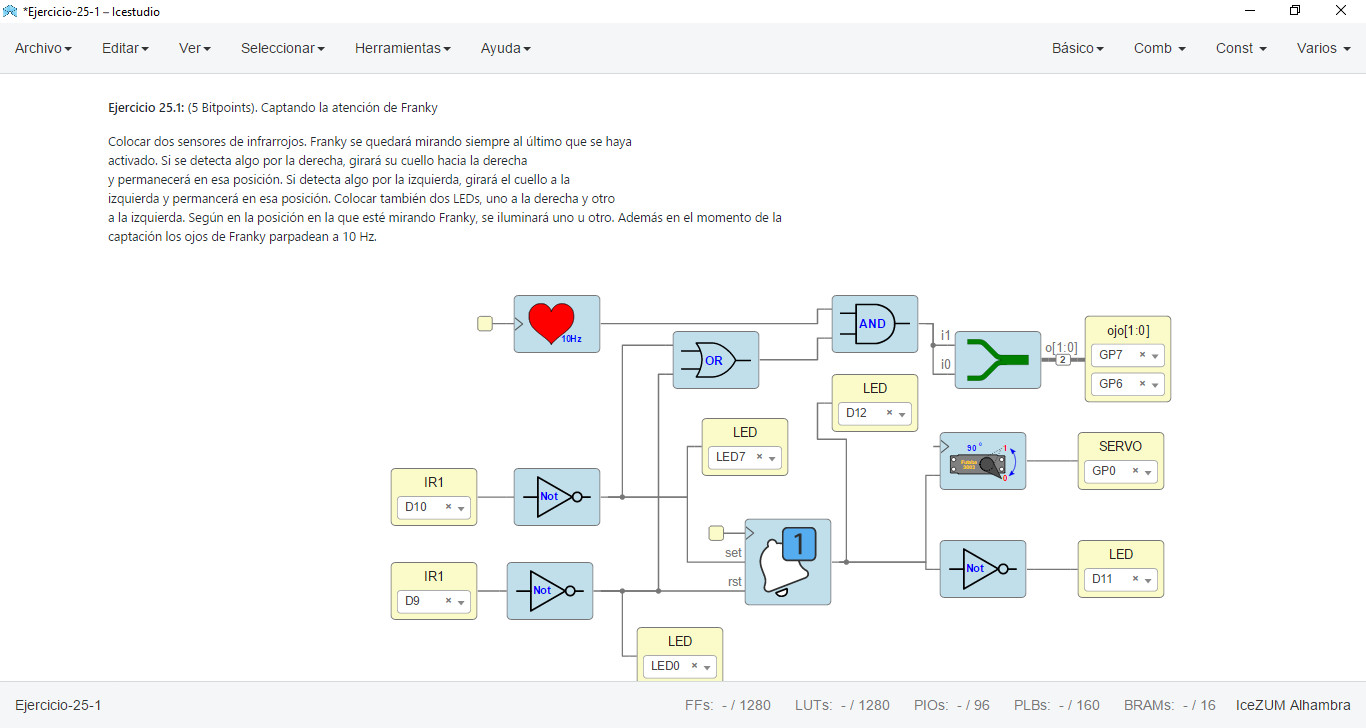 *Ejercicio-25-1 – Icestudio
Archivo Editar Ver Seleccionar Herramientas Ayuda Básico Comb Const Varios
Ejercicio 25.1: (5 Bitpoints). Captando la atención de Franky
Colocar dos sensores de infrarrojos. Franky se quedará mirando siempre al último que se haya
activado. Si se detecta algo por la derecha, girará su cuello hacia la derecha
y permanecerá en esa posición. Si detecta algo por la izquierda, girará el cuello a la
izquierda y permancerá en esa posición. Colocar también dos LEDs, uno a la derecha y otro
a la izquierda. Según en la posición en la que esté mirando Franky, se iluminará uno u otro. Además en el momento de la
captación los ojos de Franky parpadean a 10 Hz.
10Hz
AND
OR
i1
i0
o[1:0]
2
ojo[1:0]
GP7
GP6
LED
D12
LED
LED7
90 °
1
0
SERVO
GP0
IR1
D10
Not
set
rst
1
Not
LED
D11
IR1
D9
Not
LED
LED0
Ejercicio-25-1 FFs: - / 1280 LUTs: - / 1280 PIOs: - / 96 PLBs: - / 160 BRAMs: - / 16 IceZUM Alhambra